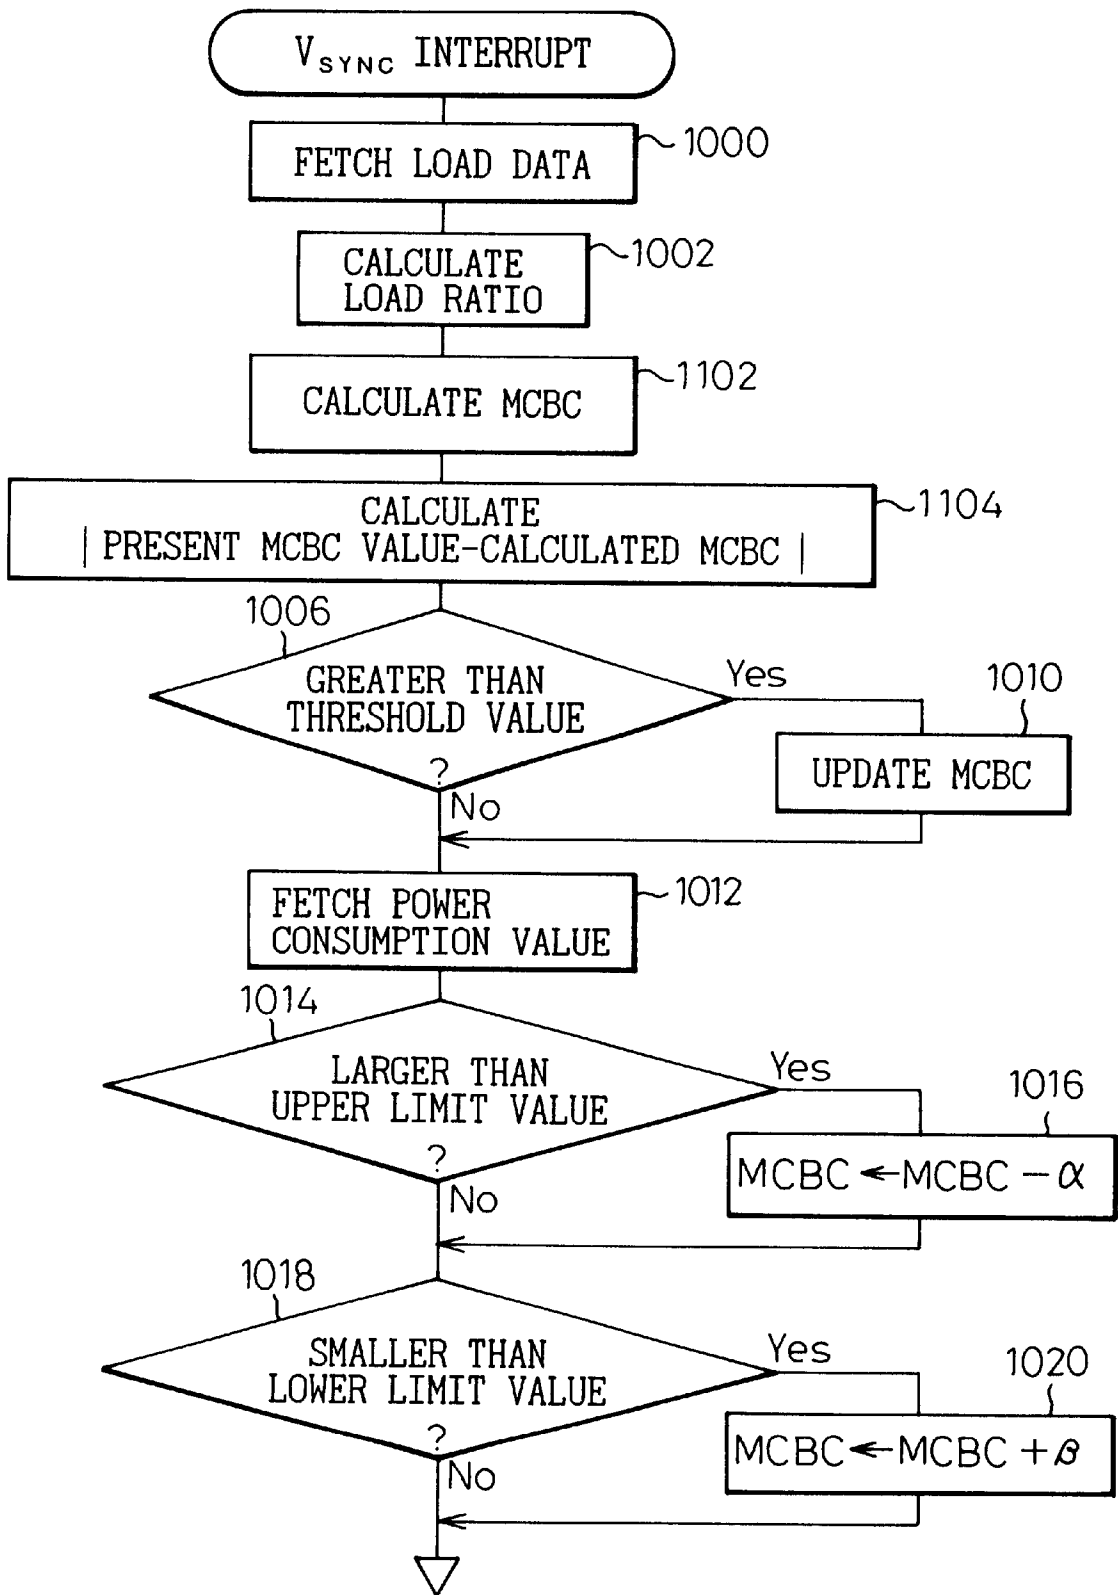 VSYNC INTERRUPT
1000
FETCH LOAD DATA
1002
CALCULATE
LOAD RATIO
1102
CALCULATE MCBC
1104
CALCULATE
| PRESENT MCBC VALUE-CALCULATED MCBC |
1006
GREATER THAN
THRESHOLD VALUE
?
Yes
No
1010
UPDATE MCBC
1012
FETCH POWER
CONSUMPTION VALUE
1014
LARGER THAN
UPPER LIMIT VALUE
?
Yes
No
1016
MCBC←MCBC-α
1018
SMALLER THAN
LOWER LIMIT VALUE
?
Yes
No
1020
MCBC←MCBC+β